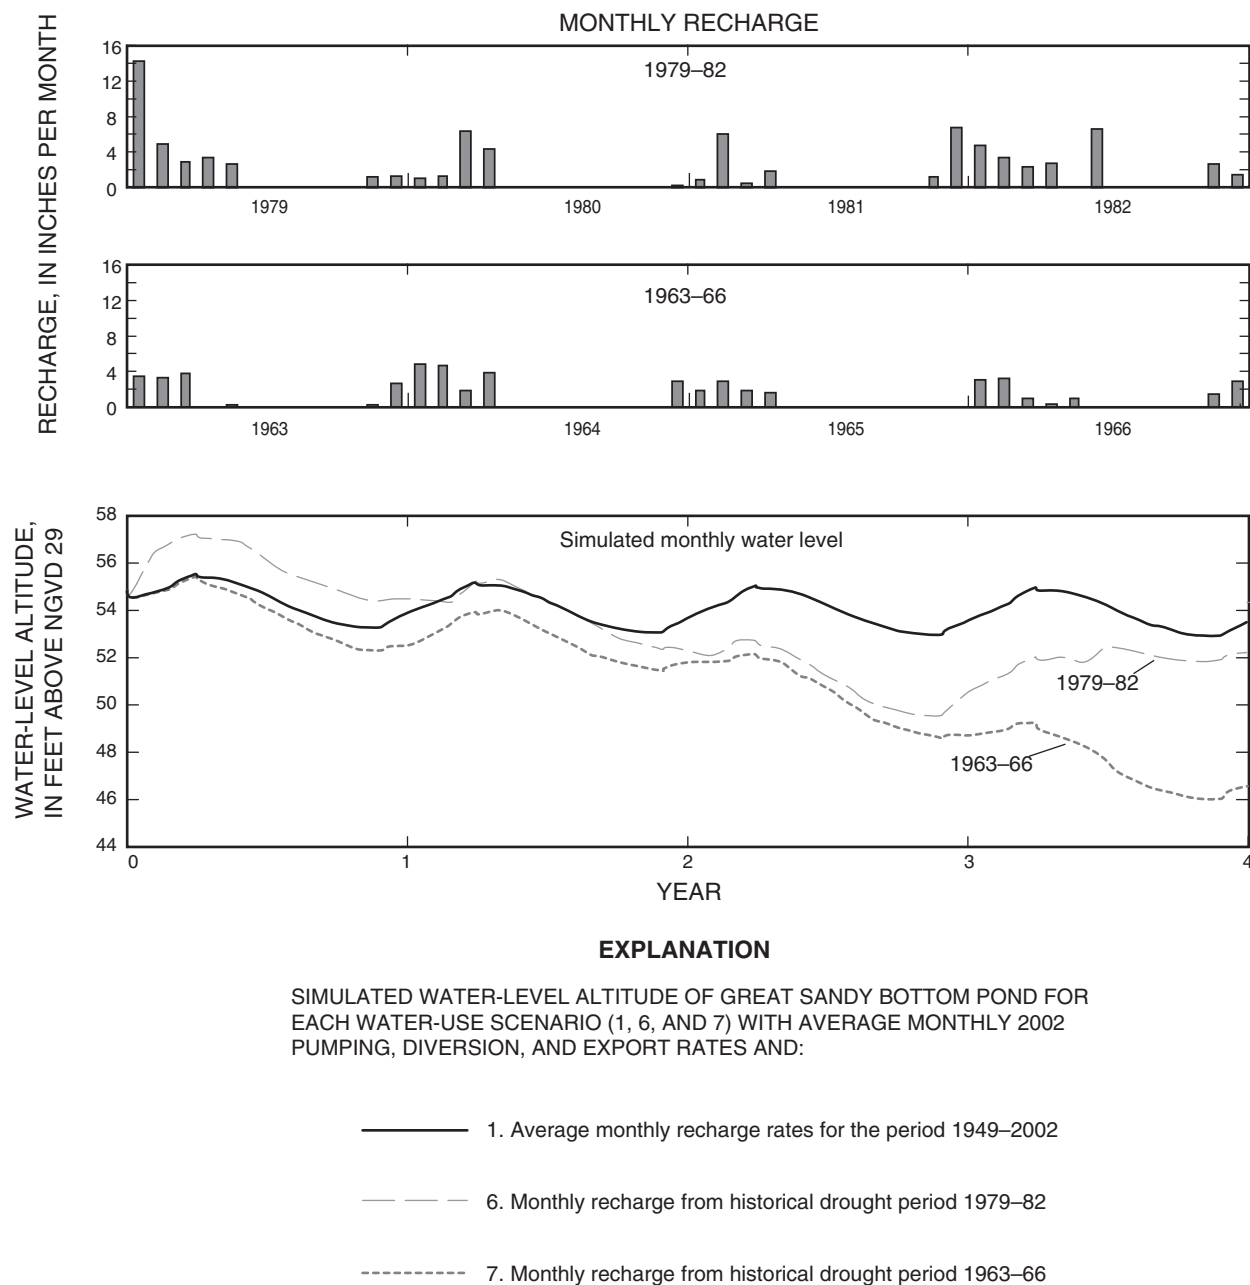 MONTHLY RECHARGE
RECHARGE, IN INCHES PER MONTH
1979–82
16
12
8
4
0
1979
1980
1981
1982
1963–66
16
12
8
4
0
1963
1964
1965
1966
WATER-LEVEL ALTITUDE,
IN FEET ABOVE NGVD 29
Simulated monthly water level
58
56
54
52
50
48
46
44
1979–82
1963–66
0
1
2
3
4
YEAR
EXPLANATION
SIMULATED WATER-LEVEL ALTITUDE OF GREAT SANDY BOTTOM POND FOR
EACH WATER-USE SCENARIO (1, 6, AND 7) WITH AVERAGE MONTHLY 2002
PUMPING, DIVERSION, AND EXPORT RATES AND:
1. Average monthly recharge rates for the period 1949–2002
6. Monthly recharge from historical drought period 1979–82
7. Monthly recharge from historical drought period 1963–66